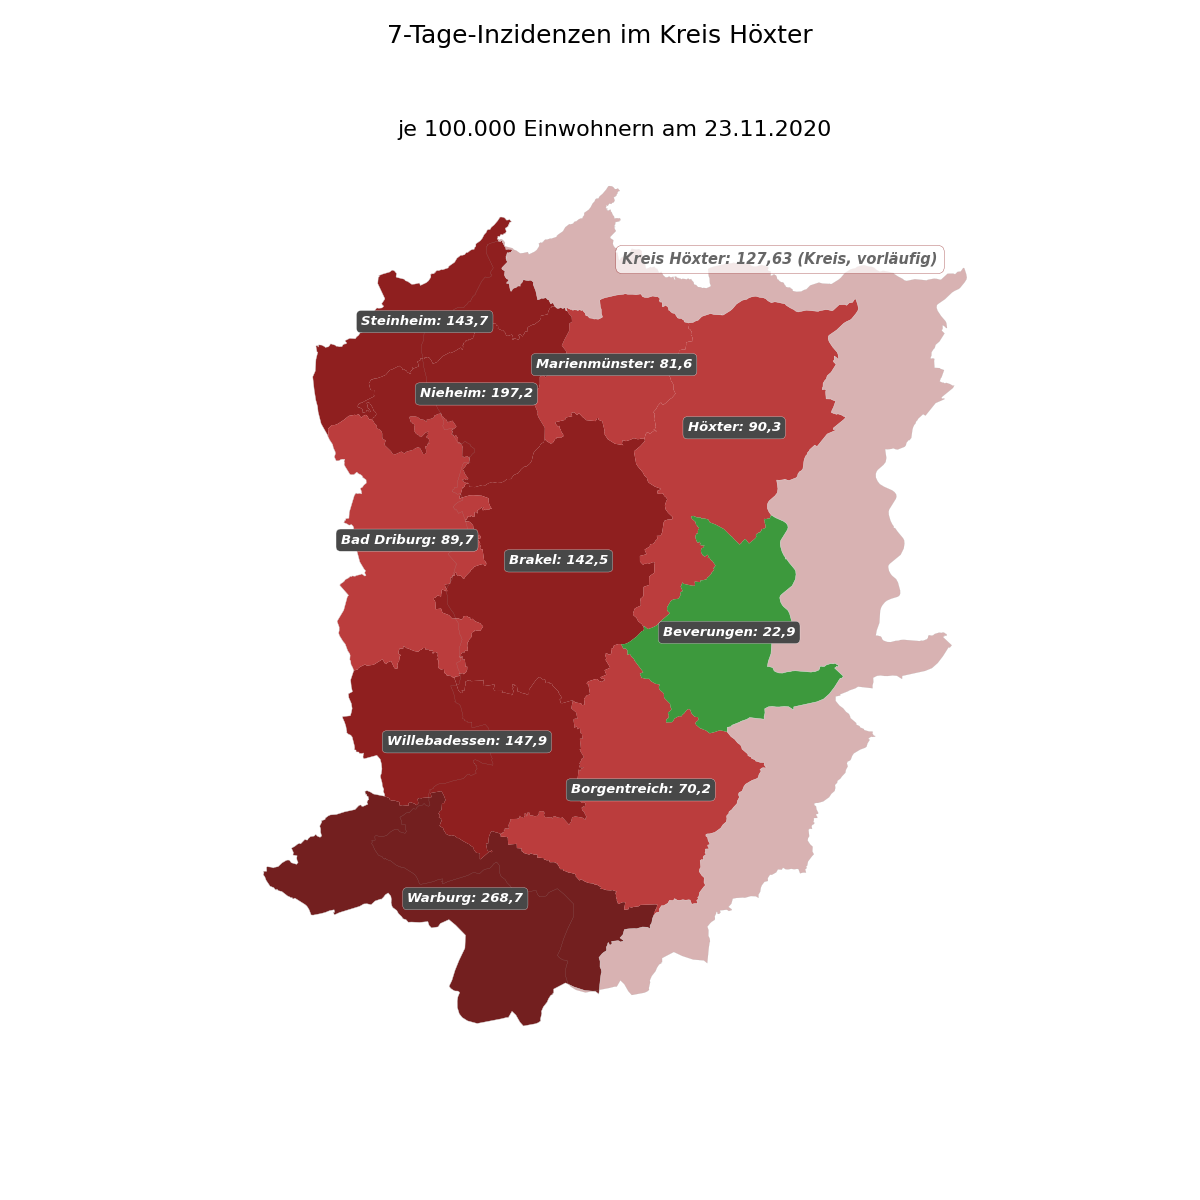 7-Tage-Inzidenzen im Kreis Höxter
je 100.000 Einwohnern am 23.11.2020
Kreis Höxter: 127,63 (Kreis, vorläufig)
Steinheim: 143,7
Marienmünster: 81,6
Nieheim: 197,2
Höxter: 90,3
Bad Driburg: 89,7
Brakel: 142,5
Beverungen: 22,9
Willebadessen: 147,9
Borgentreich: 70,2
Warburg: 268,7